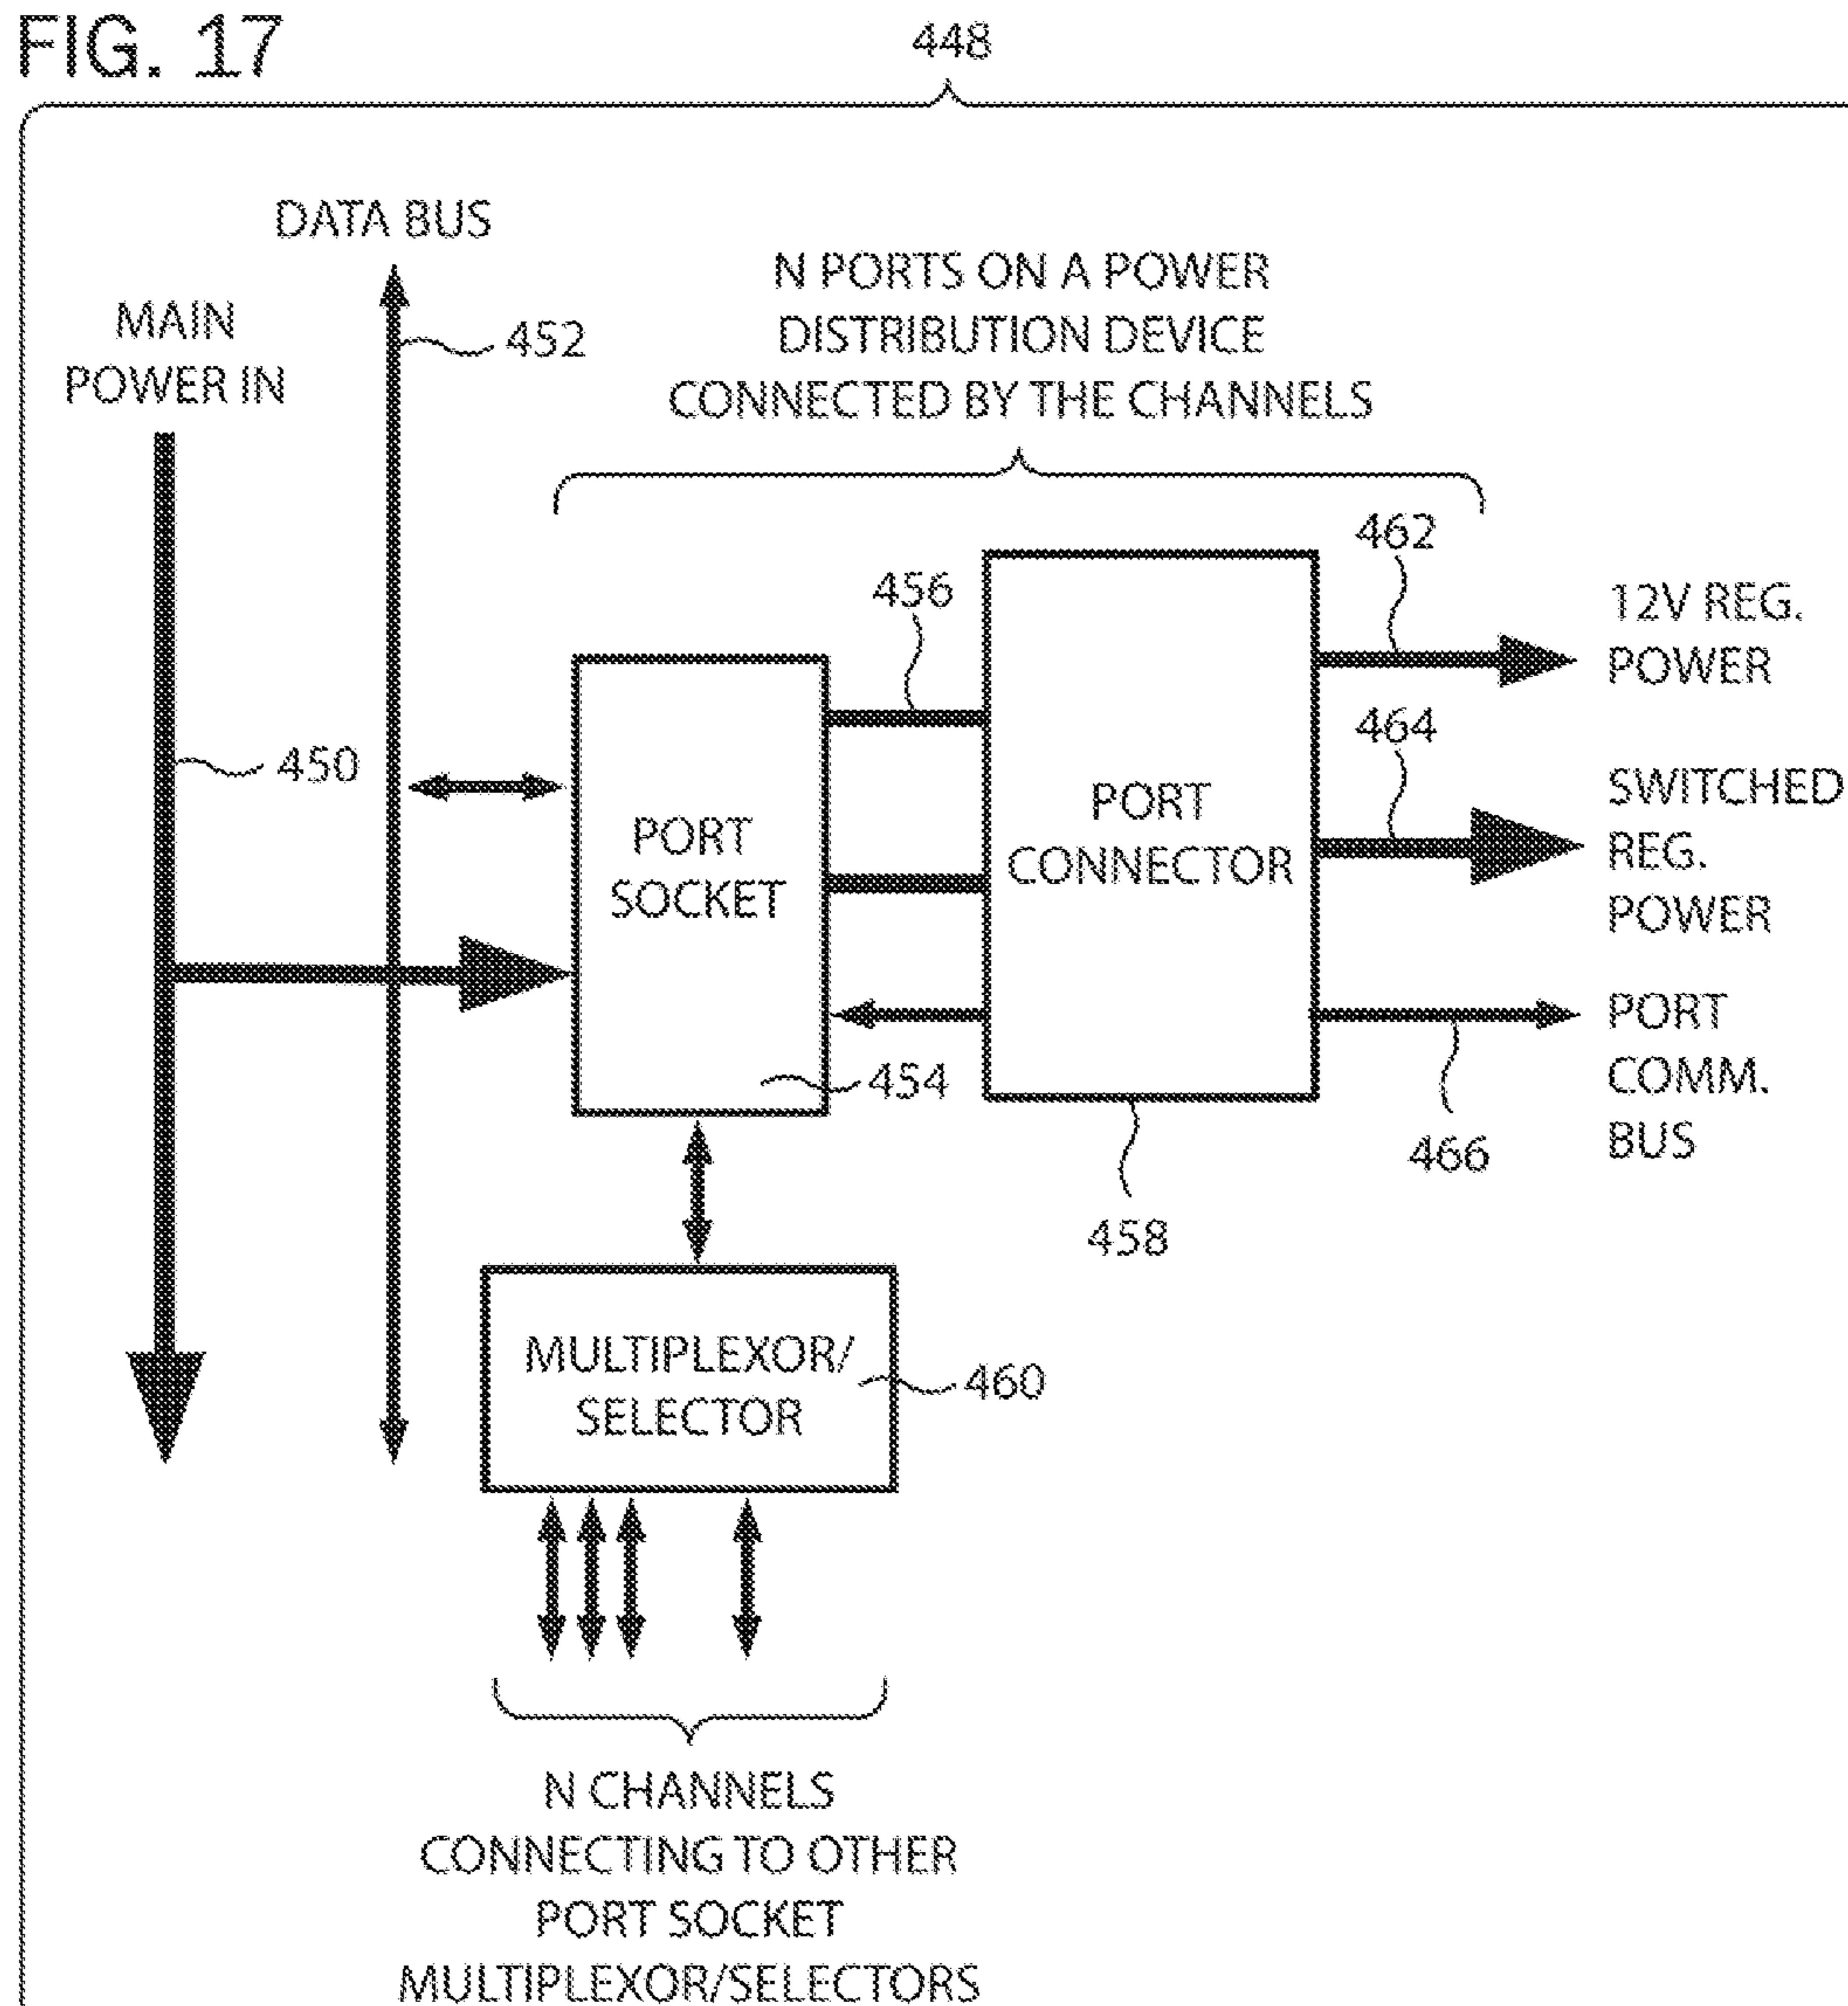 FIG. 17
448
DATA BUS
MAIN
POWER IN
452
N PORTS ON A POWER
DISTRIBUTION DEVICE
CONNECTED BY THE CHANNELS
450
456
462
12V REG.
POWER
464
SWITCHED
REG.
POWER
PORT
SOCKET
PORT
CONNECTOR
454
466
PORT
COMM.
BUS
458
MULTIPLEXOR/
SELECTOR
460
N CHANNELS
CONNECTING TO OTHER
PORT SOCKET
MULTIPLEXOR/SELECTORS